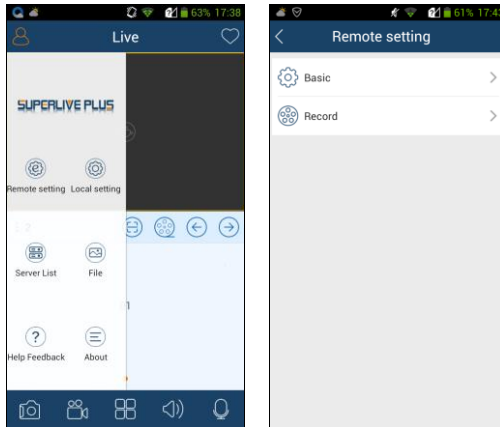 63% 17:38
Live
SUPERLIVE PLUS
Remote setting
Local setting
Server List
File
Help Feedback
About
61% 17:43
Remote setting
Basic
Record